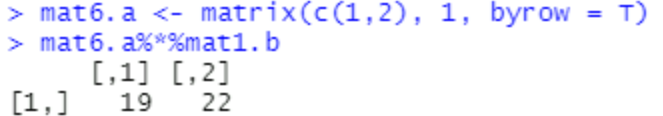 > mat6.a <- matrix(c(1,2), 1, byrow = T)
> mat6.a%*%mat1.b
[,1] [,2]
[1,] 19 22